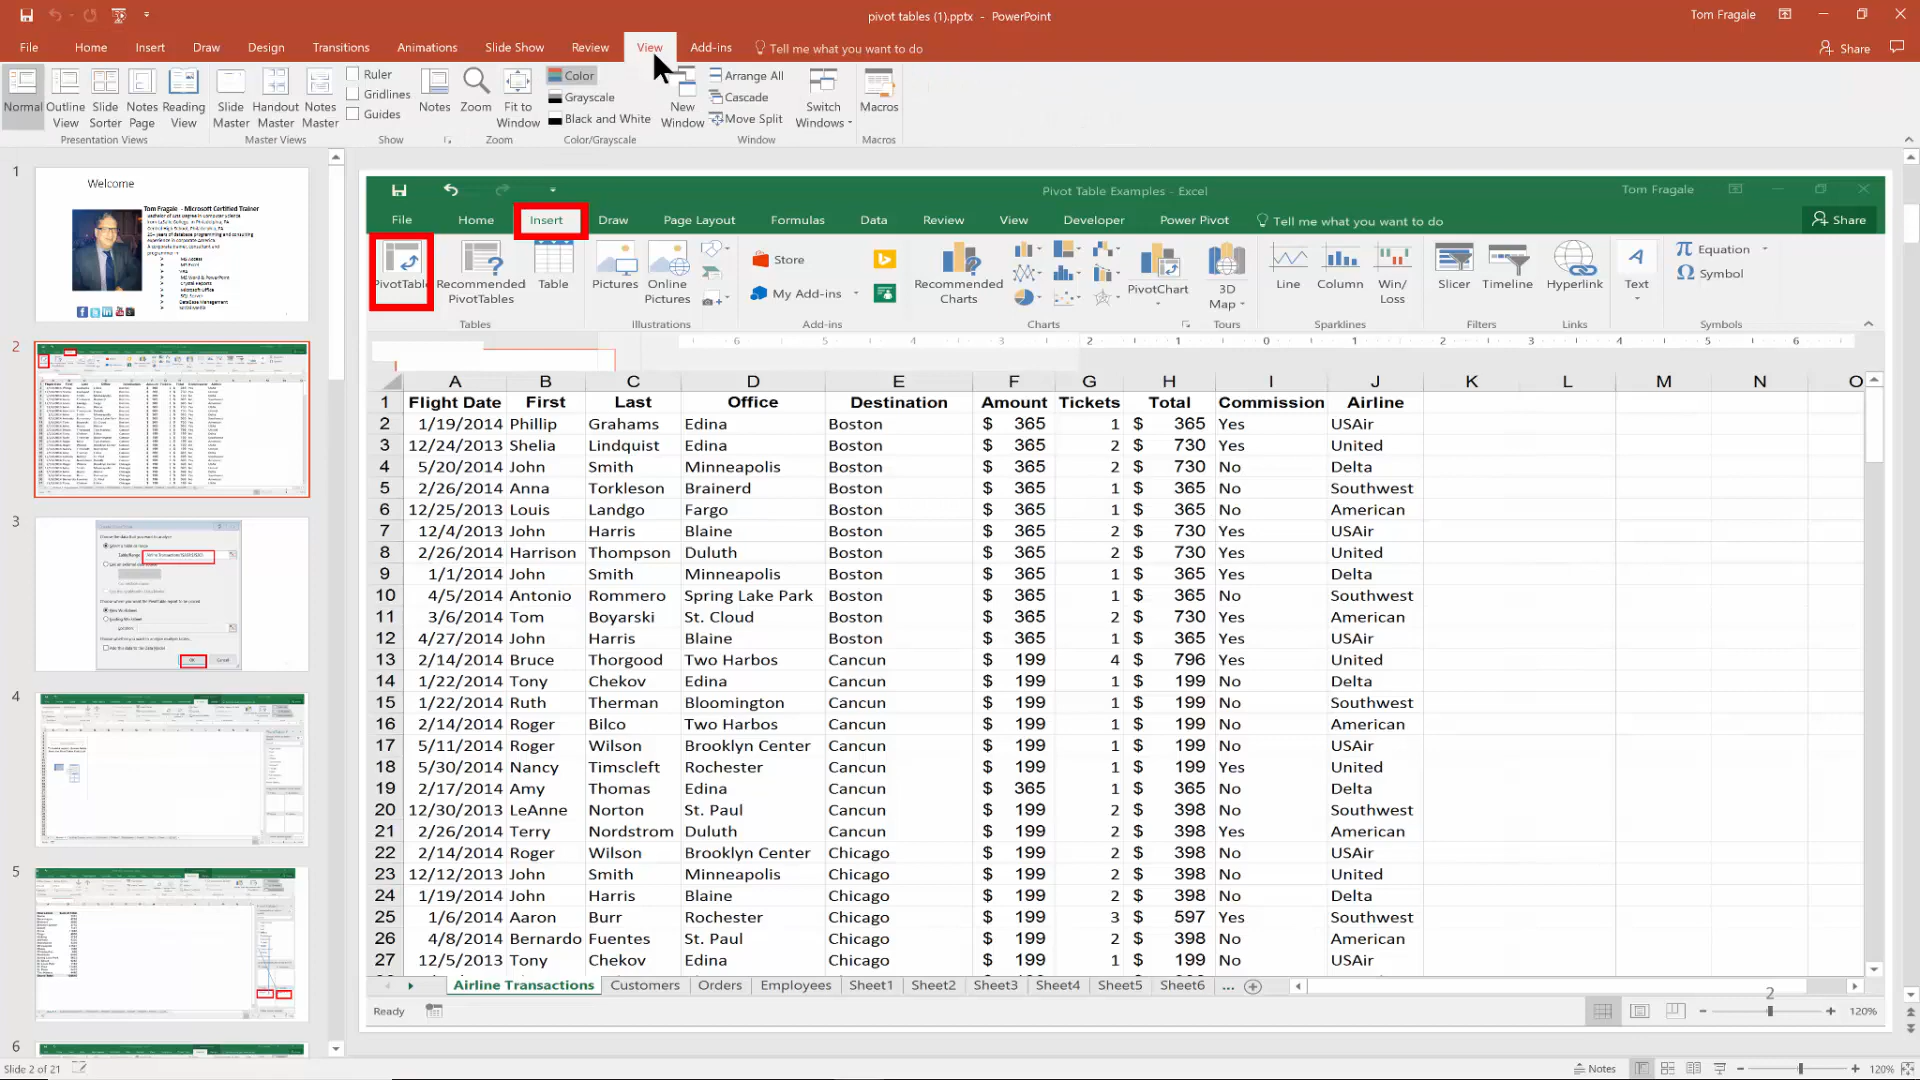 pivot tables (1).pptx - PowerPoint
Tom Fragale
File Home Insert Draw Design Transitions Animations Slide Show Review View Add-ins Tell me what you want to do
Share
Normal Outline View Slide Sorter Notes Page Reading View
Presentation Views
Slide Master Handout Master Notes Master
Master Views
Ruler
Gridlines
Guides
Show
Notes
Zoom Fit to Window
Zoom
Color
Grayscale
Black and White
Color/Grayscale
New Window
Arrange All
Cascade
Move Split
Switch Windows
Window
Macros
Macros
1
Welcome
Tom Fragale - Microsoft Certified Trainer
2
3
4
5
6
Pivot Table Examples - Excel
Tom Fragale
File Home Insert Draw Page Layout Formulas Data Review View Developer Power Pivot Tell me what you want to do
Share
PivotTable Recommended PivotTables Table
Tables
Pictures Online Pictures
Illustrations
Store
My Add-ins
Add-ins
Recommended Charts
PivotChart
Charts
3D Map
Tours
Line Column Win/Loss
Sparklines
Slicer Timeline
Filters
Hyperlink
Links
Text
Equation
Symbol
Symbols
6 5 4 3 2 1 0 1 2 3 4 5 6
A B C D E F G H I J K L M N O
1 Flight Date First Last Office Destination Amount Tickets Total Commission Airline
2 1/19/2014 Phillip Grahams Edina Boston $ 365 1 $ 365 Yes USAir
3 12/24/2013 Shelia Lindquist Edina Boston $ 365 2 $ 730 Yes United
4 5/20/2014 John Smith Minneapolis Boston $ 365 2 $ 730 No Delta
5 2/26/2014 Anna Torkleson Brainerd Boston $ 365 1 $ 365 No Southwest
6 12/25/2013 Louis Landgo Fargo Boston $ 365 1 $ 365 No American
7 12/4/2013 John Harris Blaine Boston $ 365 2 $ 730 Yes USAir
8 2/26/2014 Harrison Thompson Duluth Boston $ 365 2 $ 730 Yes United
9 1/1/2014 John Smith Minneapolis Boston $ 365 1 $ 365 Yes Delta
10 4/5/2014 Antonio Rommero Spring Lake Park Boston $ 365 1 $ 365 No Southwest
11 3/6/2014 Tom Boyarski St. Cloud Boston $ 365 2 $ 730 Yes American
12 4/27/2014 John Harris Blaine Boston $ 365 1 $ 365 Yes USAir
13 2/14/2014 Bruce Thorgood Two Harbos Cancun $ 199 4 $ 796 Yes United
14 1/22/2014 Tony Chekov Edina Cancun $ 199 1 $ 199 No Delta
15 1/22/2014 Ruth Therman Bloomington Cancun $ 199 1 $ 199 No Southwest
16 2/14/2014 Roger Bilco Two Harbos Cancun $ 199 1 $ 199 No American
17 5/11/2014 Roger Wilson Brooklyn Center Cancun $ 199 1 $ 199 No USAir
18 5/30/2014 Nancy Timscleft Rochester Cancun $ 199 1 $ 199 Yes United
19 2/17/2014 Amy Thomas Edina Cancun $ 365 1 $ 365 No Delta
20 12/30/2013 LeAnne Norton St. Paul Cancun $ 199 2 $ 398 No Southwest
21 2/26/2014 Terry Nordstrom Duluth Cancun $ 199 2 $ 398 Yes American
22 2/14/2014 Roger Wilson Brooklyn Center Chicago $ 199 2 $ 398 No USAir
23 12/12/2013 John Smith Minneapolis Chicago $ 199 2 $ 398 No United
24 1/19/2014 John Harris Blaine Chicago $ 199 2 $ 398 No Delta
25 1/6/2014 Aaron Burr Rochester Chicago $ 199 3 $ 597 Yes Southwest
26 4/8/2014 Bernardo Fuentes St. Paul Chicago $ 199 2 $ 398 No American
27 12/5/2013 Tony Chekov Edina Chicago $ 199 1 $ 199 No USAir
Airline Transactions Customers Orders Employees Sheet1 Sheet2 Sheet3 Sheet4 Sheet5 Sheet6 ...
2
Ready
120%
Slide 2 of 21
Notes
120%